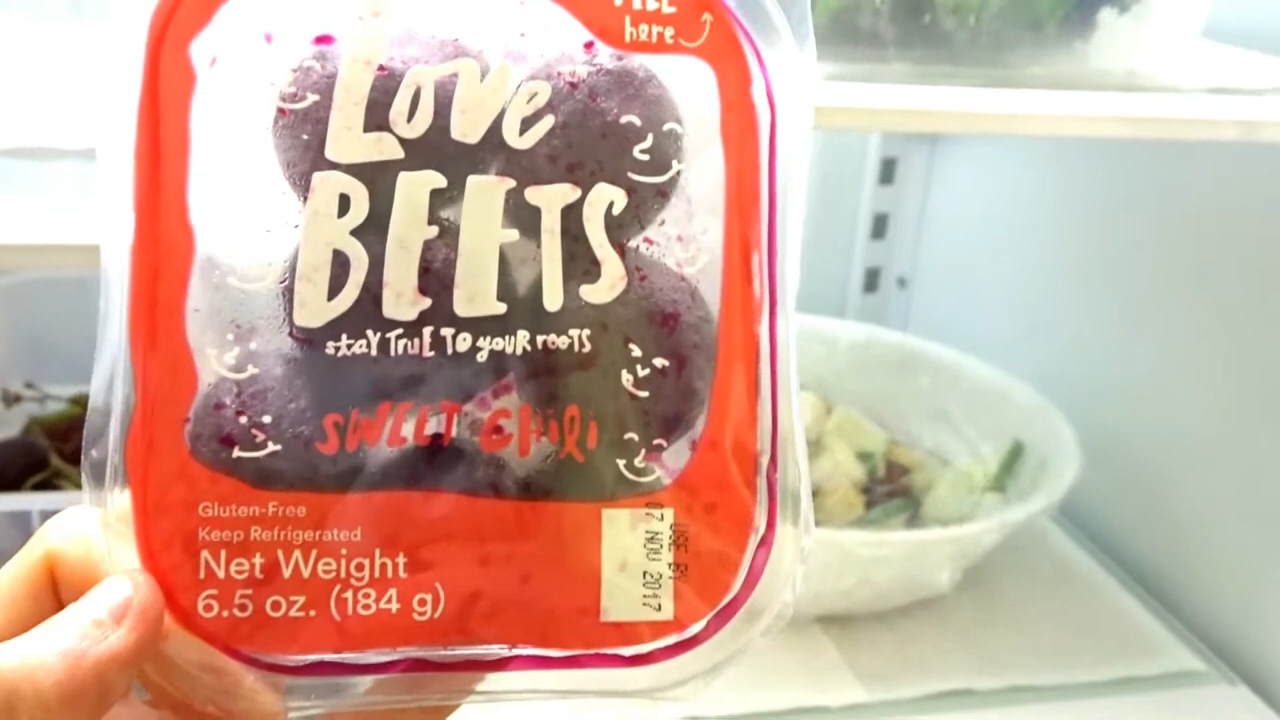 PEEL
here
Love
BEETS
staY TruE TO youR rooTS
SWEET CHili
Gluten-Free
Keep Refrigerated
Net Weight
6.5 oz. (184 g)
USE BY
07 NOV 2017